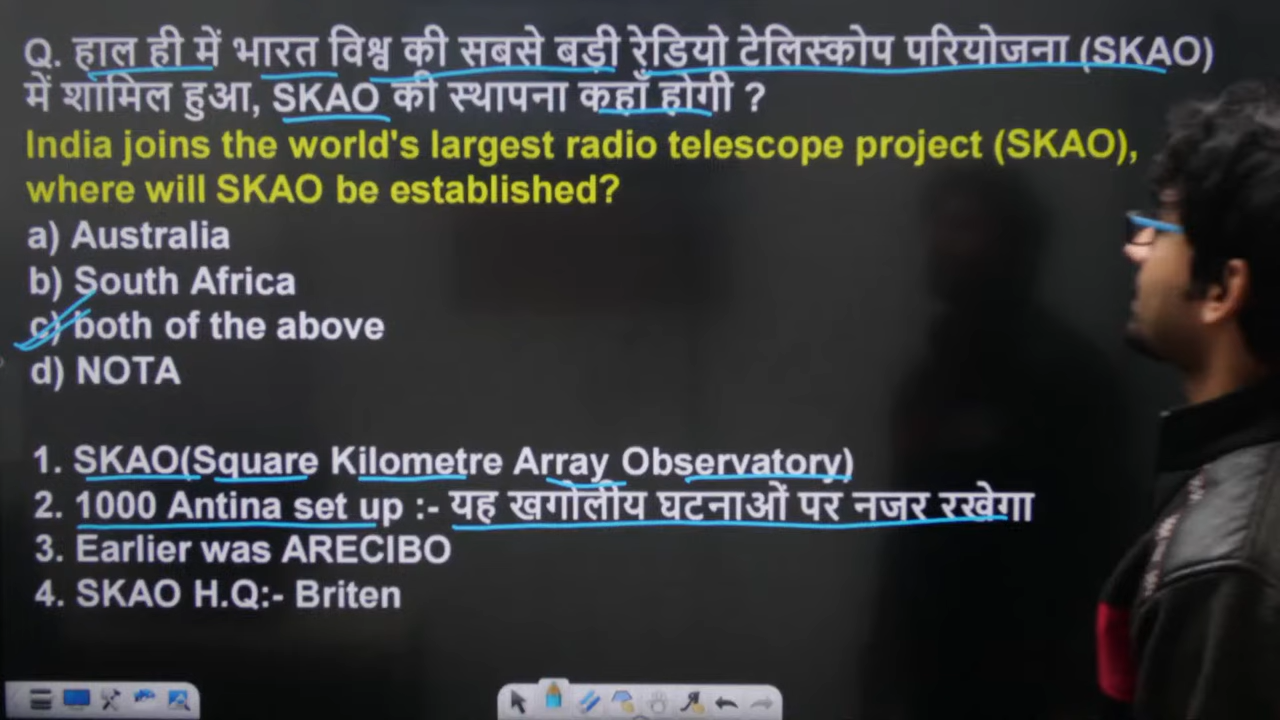 Q. हाल ही में भारत विश्व की सबसे बड़ी रेडियो टेलिस्कोप परियोजना (SKAO)
में शामिल हुआ, SKAO की स्थापना कहाँ होगी ?
India joins the world's largest radio telescope project (SKAO),
where will SKAO be established?
a) Australia
b) South Africa
c) both of the above
d) NOTA
1. SKAO(Square Kilometre Array Observatory)
2. 1000 Antina set up :- यह खगोलीय घटनाओं पर नजर रखेगा
3. Earlier was ARECIBO
4. SKAO H.Q:- Briten